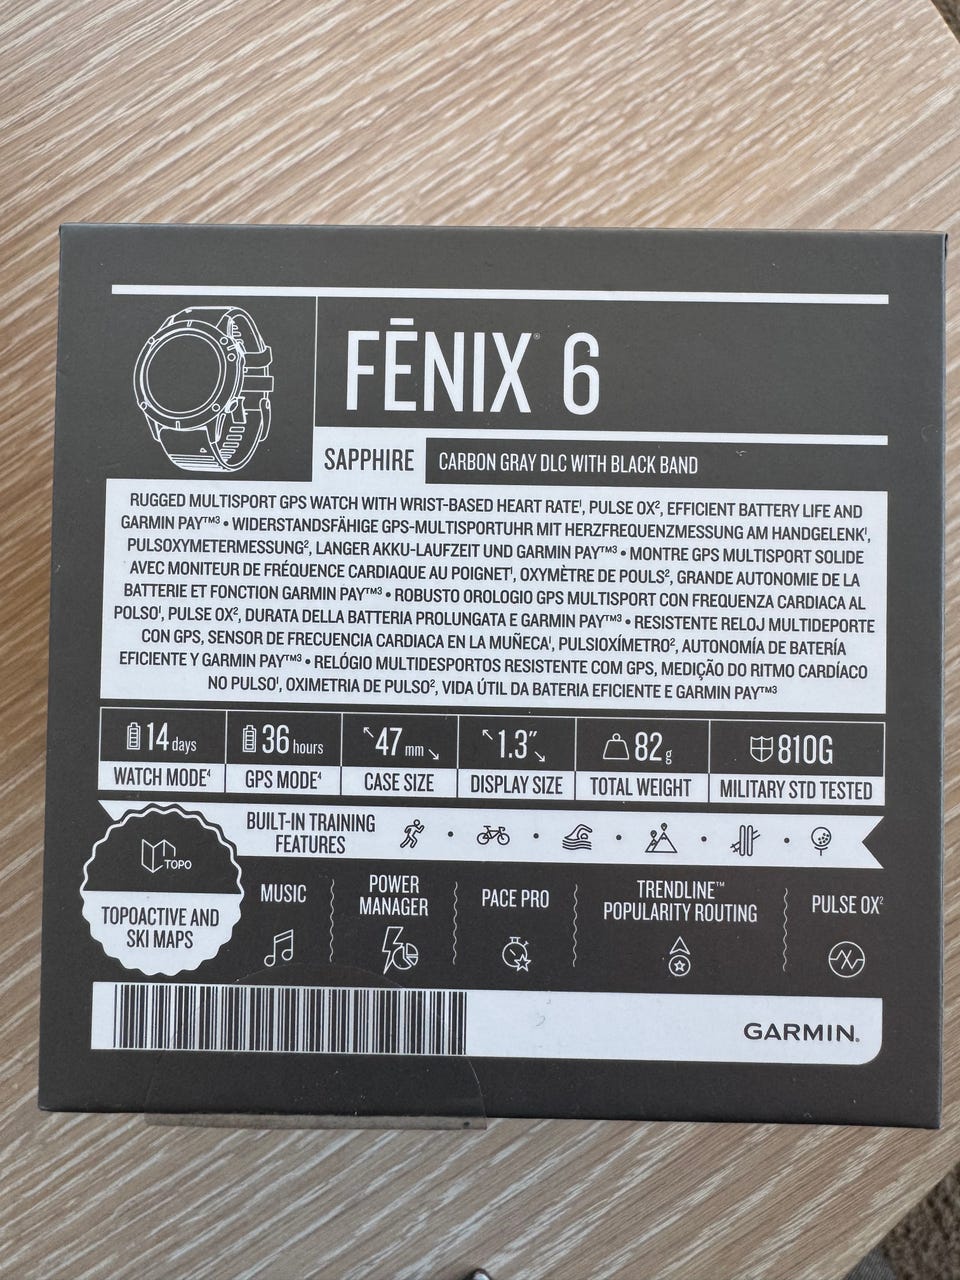 FĒNIX® 6
SAPPHIRE
CARBON GRAY DLC WITH BLACK BAND
RUGGED MULTISPORT GPS WATCH WITH WRIST-BASED HEART RATE¹, PULSE OX², EFFICIENT BATTERY LIFE AND
GARMIN PAY™³ • WIDERSTANDSFÄHIGE GPS-MULTISPORTUHR MIT HERZFREQUENZMESSUNG AM HANDGELENK¹,
PULSOXYMETERMESSUNG², LANGER AKKU-LAUFZEIT UND GARMIN PAY™³ • MONTRE GPS MULTISPORT SOLIDE
AVEC MONITEUR DE FRÉQUENCE CARDIAQUE AU POIGNET¹, OXYMÈTRE DE POULS², GRANDE AUTONOMIE DE LA
BATTERIE ET FONCTION GARMIN PAY™³ • ROBUSTO OROLOGIO GPS MULTISPORT CON FREQUENZA CARDIACA AL
POLSO¹, PULSE OX², DURATA DELLA BATTERIA PROLUNGATA E GARMIN PAY™³ • RESISTENTE RELOJ MULTIDEPORTE
CON GPS, SENSOR DE FRECUENCIA CARDIACA EN LA MUÑECA¹, PULSIOXÍMETRO², AUTONOMÍA DE BATERÍA
EFICIENTE Y GARMIN PAY™³ • RELÓGIO MULTIDESPORTOS RESISTENTE COM GPS, MEDIÇÃO DO RITMO CARDÍACO
NO PULSO¹, OXIMETRIA DE PULSO², VIDA ÚTIL DA BATERIA EFICIENTE E GARMIN PAY™³
14 days
WATCH MODE⁴
36 hours
GPS MODE⁴
47 mm
CASE SIZE
1.3″
DISPLAY SIZE
82 g
TOTAL WEIGHT
810G
MILITARY STD TESTED
BUILT-IN TRAINING
FEATURES
TOPO
TOPOACTIVE AND
SKI MAPS
MUSIC
POWER
MANAGER
PACE PRO
TRENDLINE™
POPULARITY ROUTING
PULSE OX²
GARMIN.